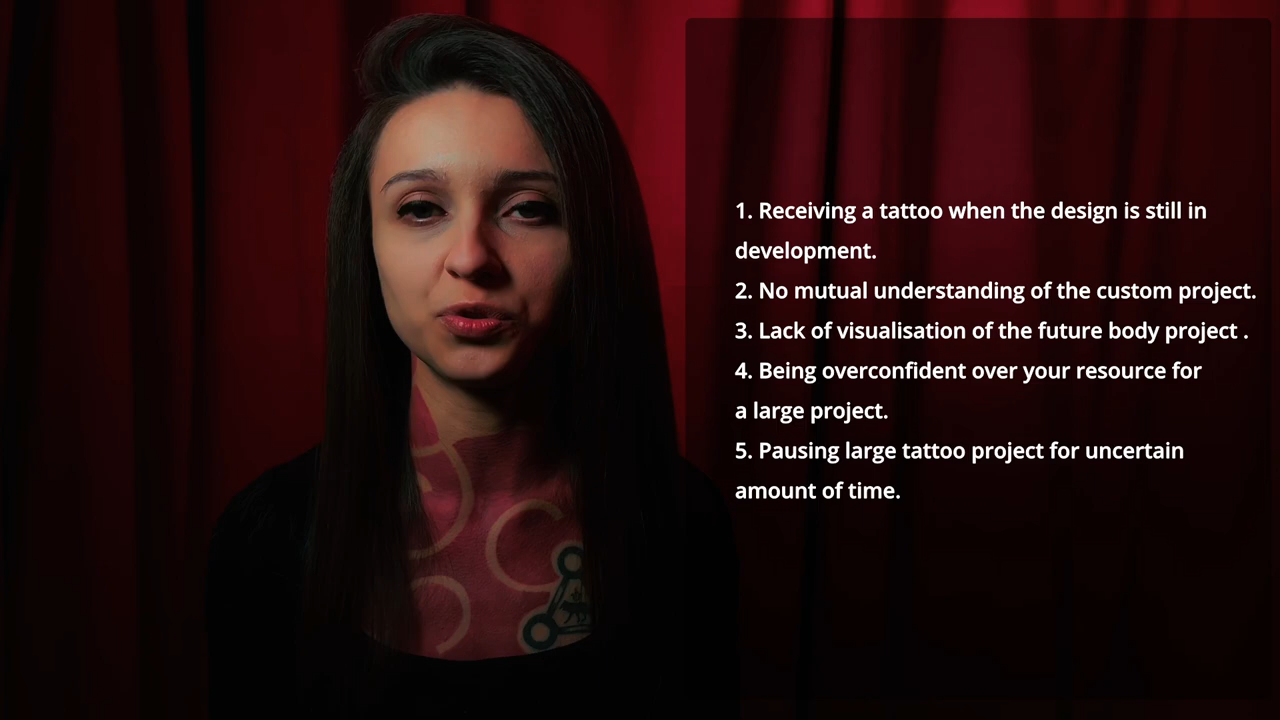 1. Receiving a tattoo when the design is still in
development.
2. No mutual understanding of the custom project.
3. Lack of visualisation of the future body project .
4. Being overconfident over your resource for
a large project.
5. Pausing large tattoo project for uncertain
amount of time.